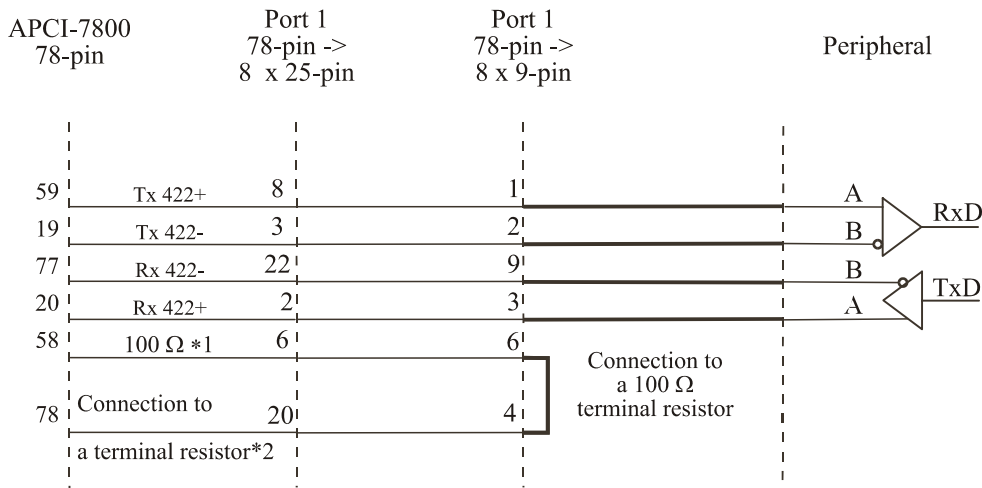 APCI-7800
78-pin
Port 1
78-pin ->
8 x 25-pin
Port 1
78-pin ->
8 x 9-pin
Peripheral
59 Tx 422+ 8 1 A RxD
19 Tx 422- 3 2 B
77 Rx 422- 22 9 B TxD
20 Rx 422+ 2 3 A
58 100 Ω *1 6 6
Connection to
a 100 Ω
terminal resistor
78 Connection to 20 4
a terminal resistor*2